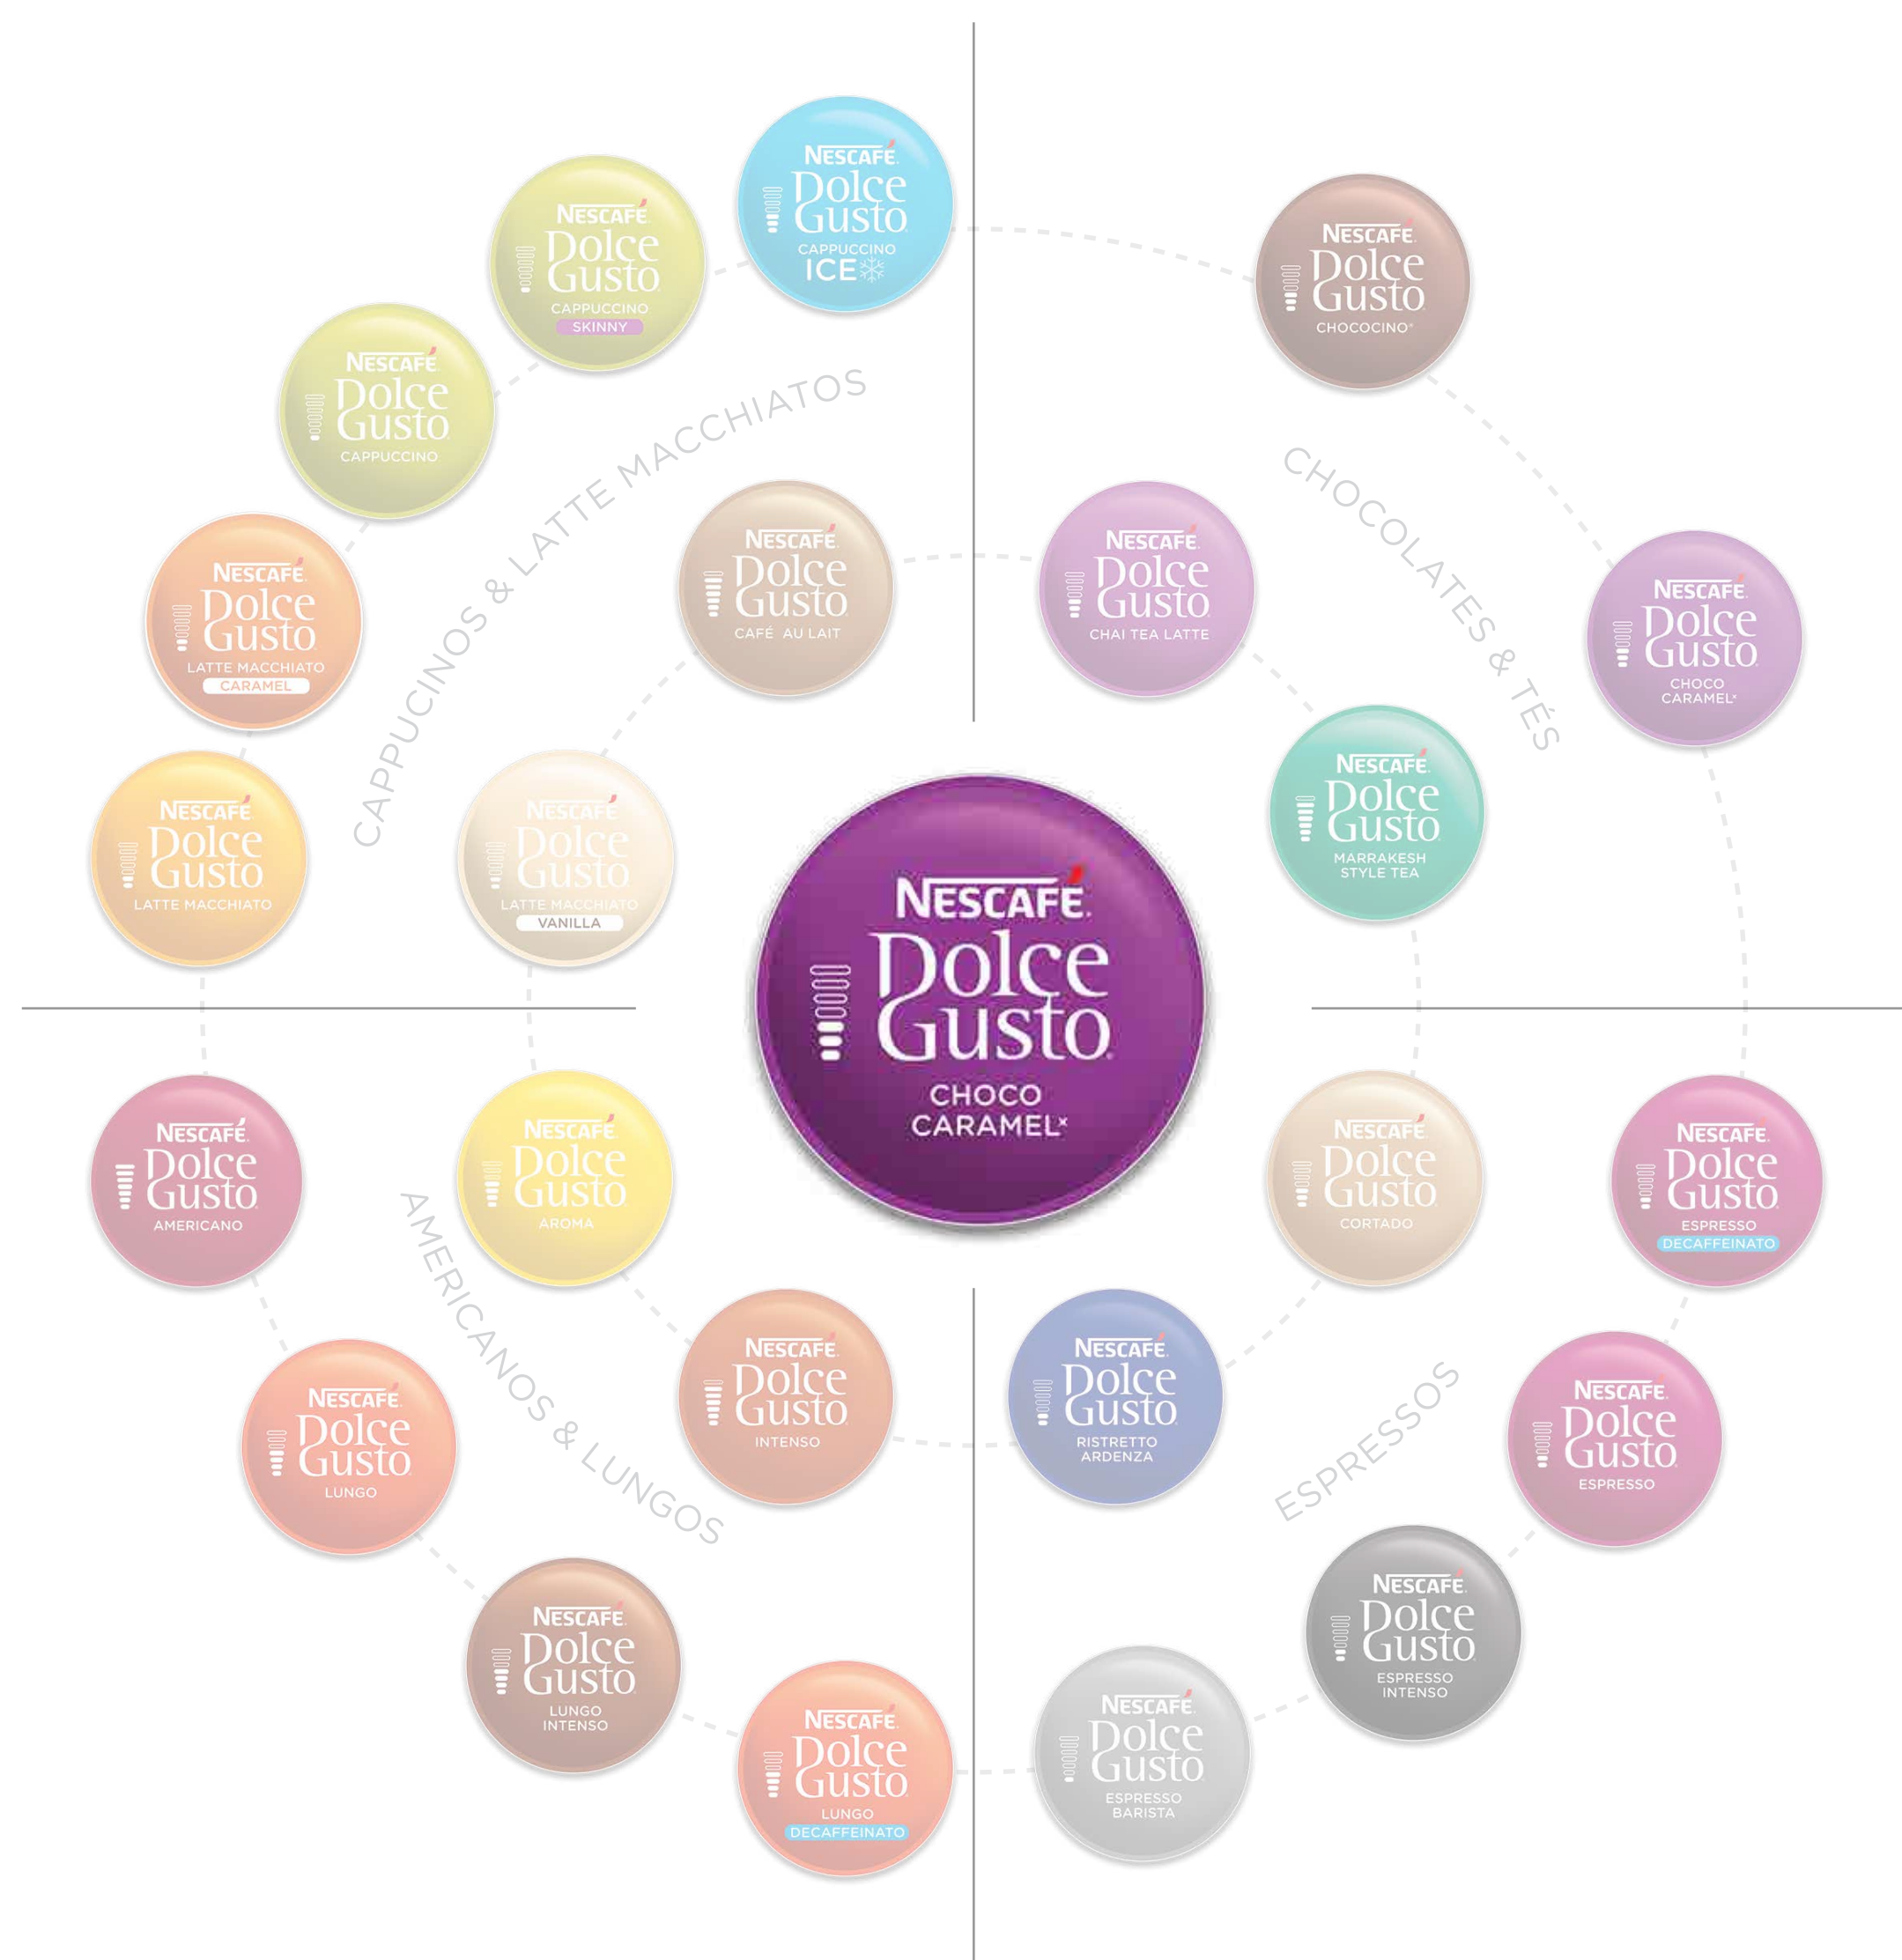 NESCAFÉ.
Dolce
Gusto
CAPPUCCINO
ICE
NESCAFÉ.
Dolce
Gusto
CAPPUCCINO
SKINNY
NESCAFÉ.
Dolce
Gusto
CAPPUCCINO
NESCAFÉ.
Dolce
Gusto
LATTE MACCHIATO
CARAMEL
NESCAFÉ.
Dolce
Gusto
LATTE MACCHIATO
CAPPUCINOS & LATTE MACCHIATOS
NESCAFÉ.
Dolce
Gusto
CAFÉ AU LAIT
NESCAFÉ.
Dolce
Gusto
LATTE MACCHIATO
VANILLA
NESCAFÉ.
Dolce
Gusto
CHOCOCINO®
NESCAFÉ.
Dolce
Gusto
CHOCO
CARAMEL*
CHOCOLATES & TÉS
NESCAFÉ.
Dolce
Gusto
CHAI TEA LATTE
NESCAFÉ.
Dolce
Gusto
MARRAKESH
STYLE TEA
NESCAFÉ.
Dolce
Gusto
CHOCO
CARAMEL*
NESCAFÉ.
Dolce
Gusto
AMERICANO
NESCAFÉ.
Dolce
Gusto
AROMA
NESCAFÉ.
Dolce
Gusto
INTENSO
AMERICANOS & LUNGOS
NESCAFÉ.
Dolce
Gusto
LUNGO
NESCAFÉ.
Dolce
Gusto
LUNGO
INTENSO
NESCAFÉ.
Dolce
Gusto
LUNGO
DECAFFEINATO
NESCAFÉ.
Dolce
Gusto
CORTADO
NESCAFÉ.
Dolce
Gusto
ESPRESSO
DECAFFEINATO
NESCAFÉ.
Dolce
Gusto
RISTRETTO
ARDENZA
ESPRESSOS
NESCAFÉ.
Dolce
Gusto
ESPRESSO
NESCAFÉ.
Dolce
Gusto
ESPRESSO
INTENSO
NESCAFÉ.
Dolce
Gusto
ESPRESSO
BARISTA